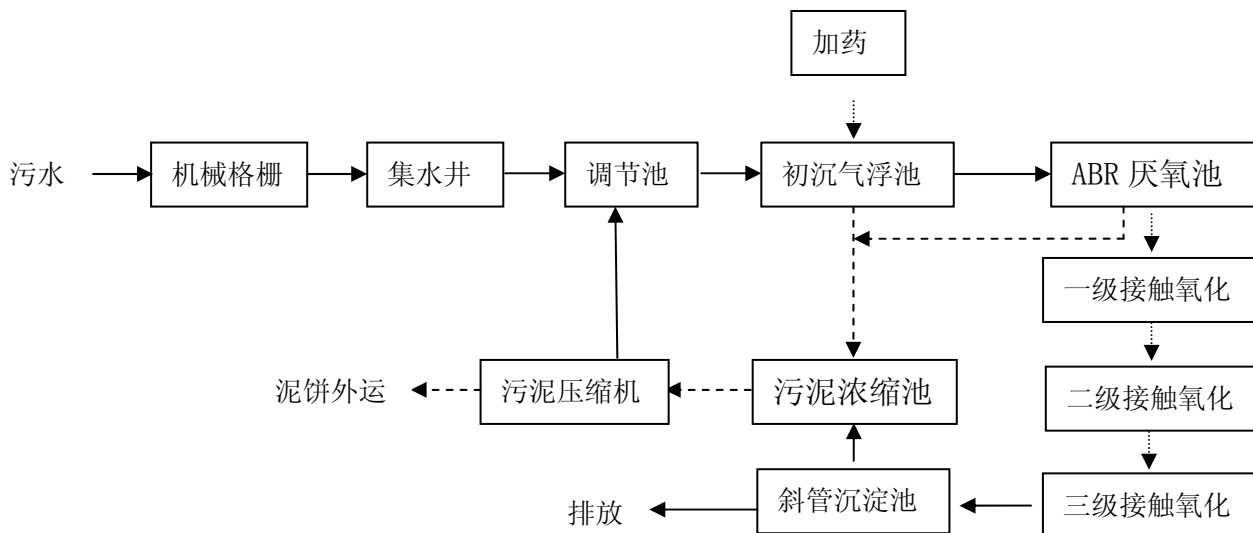 加药
污水
机械格栅
集水井
调节池
初沉气浮池
ABR 厌氧池
一级接触氧化
泥饼外运
污泥压缩机
污泥浓缩池
二级接触氧化
排放
斜管沉淀池
三级接触氧化